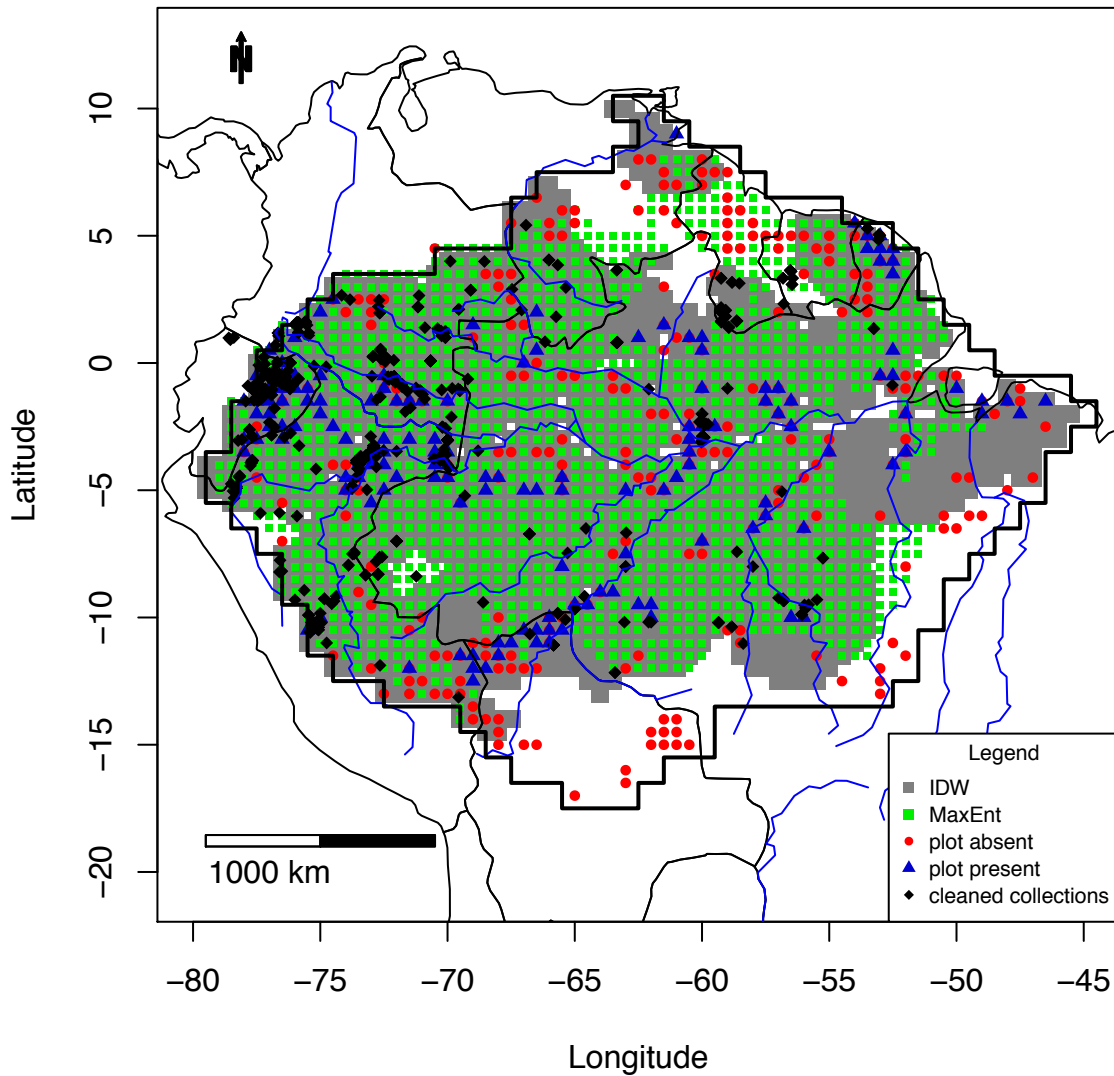 N
10
5
0
−5
−10
−15
−20
Latitude
1000 km
Legend
IDW
MaxEnt
plot absent
plot present
cleaned collections
−80 −75 −70 −65 −60 −55 −50 −45
Longitude